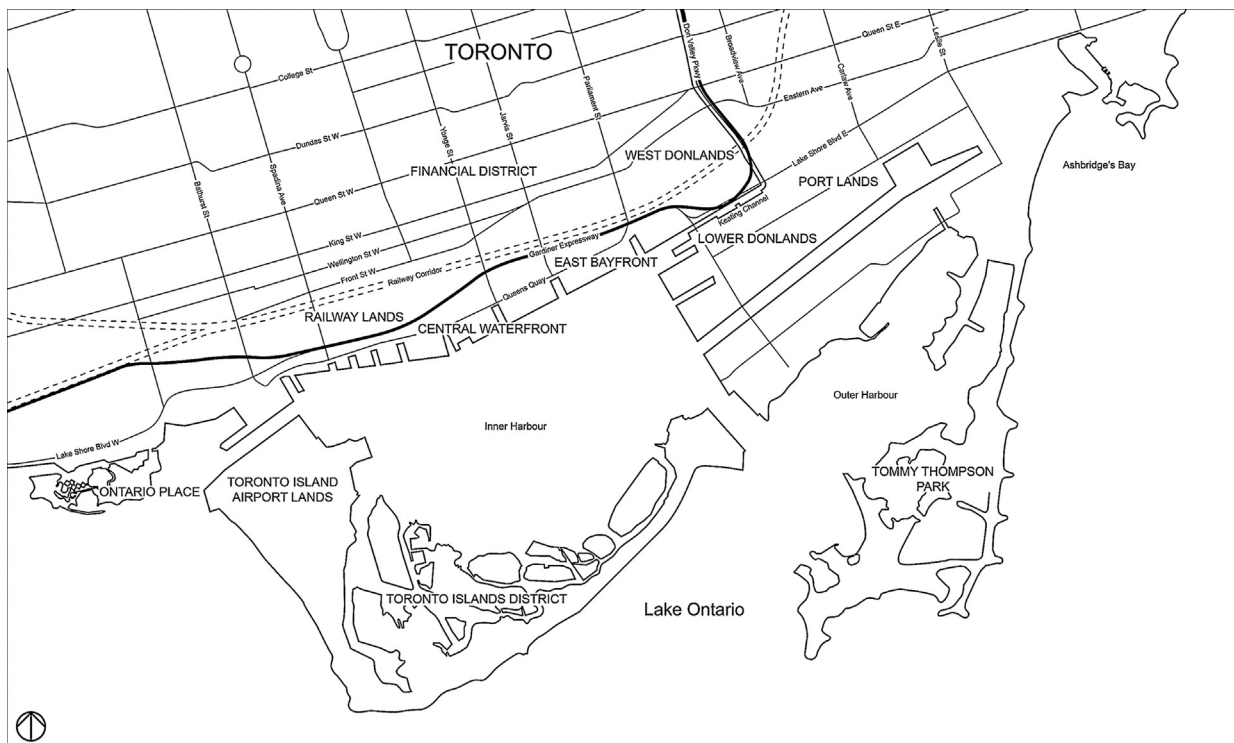 TORONTO
College St
Dundas St W
Queen St W
King St W
Wellington St W
Front St W
Railway Corridor
Gardiner Expressway
Queens Quay
Bathurst St
Spadina Ave
Yonge St
Jarvis St
Parliament St
Don Valley Pkwy
Broadview Ave
Carlaw Ave
Leslie St
Queen St E
Eastern Ave
Lake Shore Blvd E
Keating Channel
FINANCIAL DISTRICT
WEST DONLANDS
PORT LANDS
LOWER DONLANDS
EAST BAYFRONT
RAILWAY LANDS
CENTRAL WATERFRONT
Ashbridge's Bay
Inner Harbour
Outer Harbour
Lake Shore Blvd W
ONTARIO PLACE
TORONTO ISLAND
AIRPORT LANDS
TOMMY THOMPSON
PARK
TORONTO ISLANDS DISTRICT
Lake Ontario